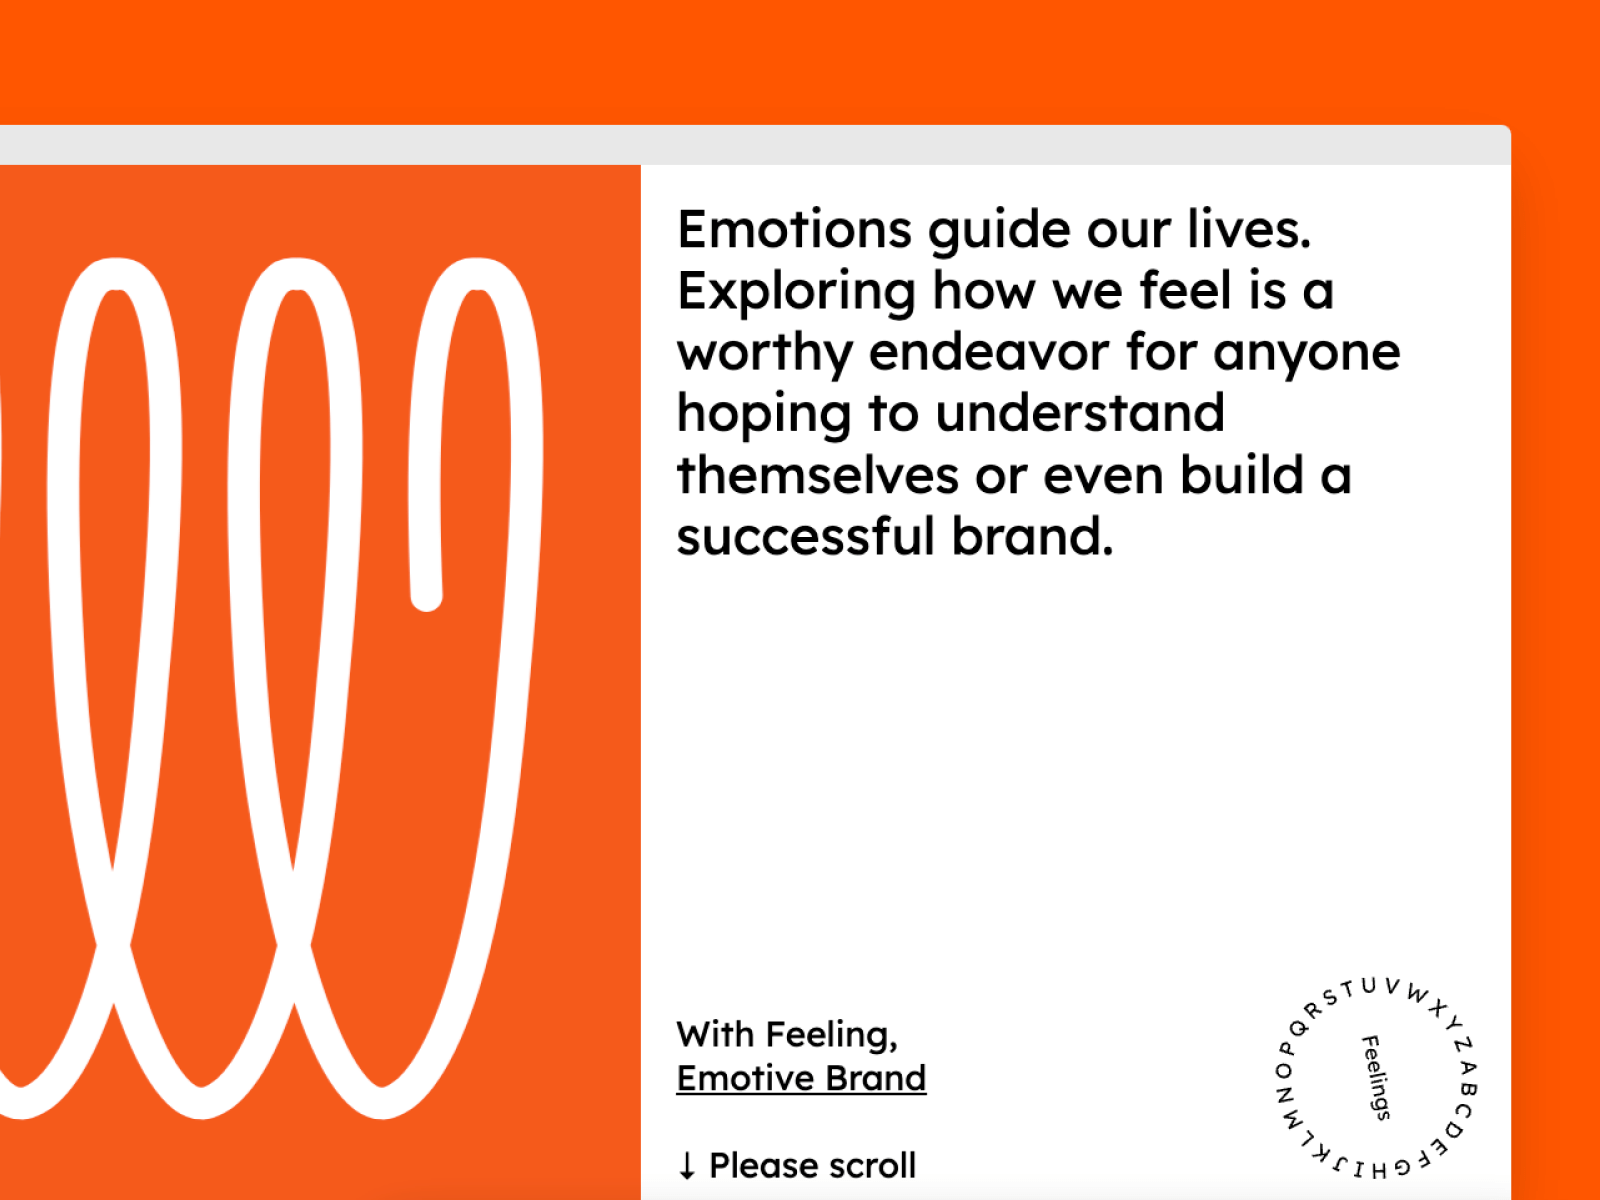 Emotions guide our lives.
Exploring how we feel is a
worthy endeavor for anyone
hoping to understand
themselves or even build a
successful brand.
With Feeling,
Emotive Brand
↓ Please scroll
ABCDEFGHIJKLMNOPQRSTUVWXYZ
Feelings